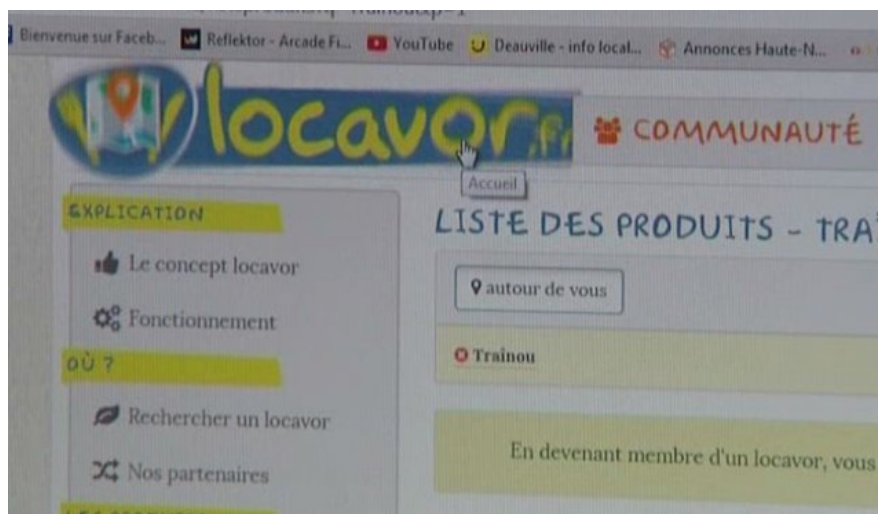 Bienvenue sur Faceb... Reflektor - Arcade Fi... YouTube Deauville - info local... Annonces Haute-N...
locavor.fr
COMMUNAUTÉ
Accueil
EXPLICATION
Le concept locavor
Fonctionnement
OÙ ?
Rechercher un locavor
Nos partenaires
LISTE DES PRODUITS - TRA
autour de vous
Trainou
En devenant membre d'un locavor, vous